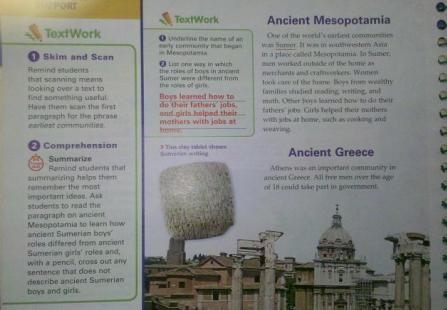 SUPPORT
TextWork
1 Skim and Scan
Remind students
that scanning means
looking over a text to
find something useful.
Have them scan the first
paragraph for the phrase
earliest communities.
2 Comprehension
Summarize
Remind students that
summarizing helps them
remember the most
important ideas. Ask
students to read the
paragraph on ancient
Mesopotamia to learn how
ancient Sumerian boys'
roles differed from ancient
Sumerian girls' roles and,
with a pencil, cross out any
sentence that does not
describe ancient Sumerian
boys and girls.
TextWork
1 Underline the name of an
early community that began
in Mesopotamia.
2 List one way in which
the roles of boys in ancient
Sumer were different from
the roles of girls.
Boys learned how to
do their fathers' jobs,
and girls helped their
mothers with jobs at
home.
This clay tablet shows
Sumerian writing.
Ancient Mesopotamia
One of the world's earliest communities
was Sumer. It was in southwestern Asia
in a place called Mesopotamia. In Sumer,
men worked outside of the home as
merchants and craftworkers. Women
took care of the home. Boys from wealthy
families studied reading, writing, and
math. Other boys learned how to do their
fathers' jobs. Girls helped their mothers
with jobs at home, such as cooking and
weaving.
Ancient Greece
Athens was an important community in
ancient Greece. All free men over the age
of 18 could take part in government.